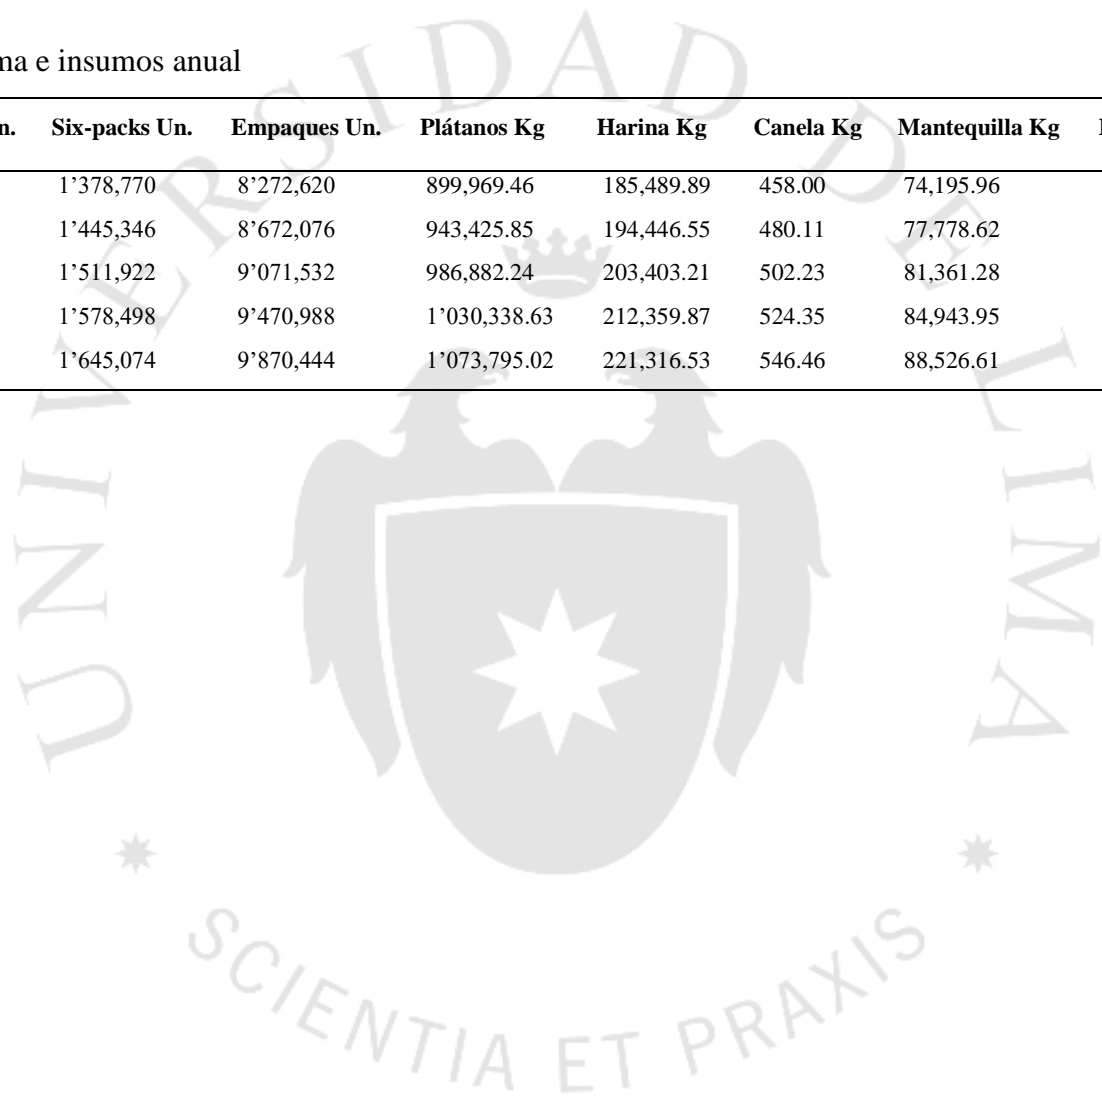 ma e insumos anual
n. Six-packs Un. Empaques Un. Plátanos Kg Harina Kg Canela Kg Mantequilla Kg
1’378,770 8’272,620 899,969.46 185,489.89 458.00 74,195.96
1’445,346 8’672,076 943,425.85 194,446.55 480.11 77,778.62
1’511,922 9’071,532 986,882.24 203,403.21 502.23 81,361.28
1’578,498 9’470,988 1’030,338.63 212,359.87 524.35 84,943.95
1’645,074 9’870,444 1’073,795.02 221,316.53 546.46 88,526.61
UNIVERSIDAD DE LIMA
SCIENTIA ET PRAXIS